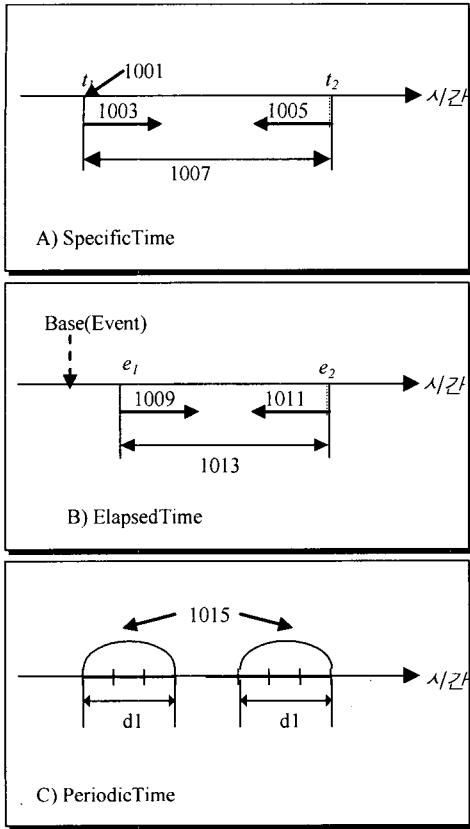 t1 1001 t2
시간
1003 1005
1007
A) SpecificTime
Base(Event)
e1 e2
시간
1009 1011
1013
B) ElapsedTime
1015
시간
d1 d1
C) PeriodicTime